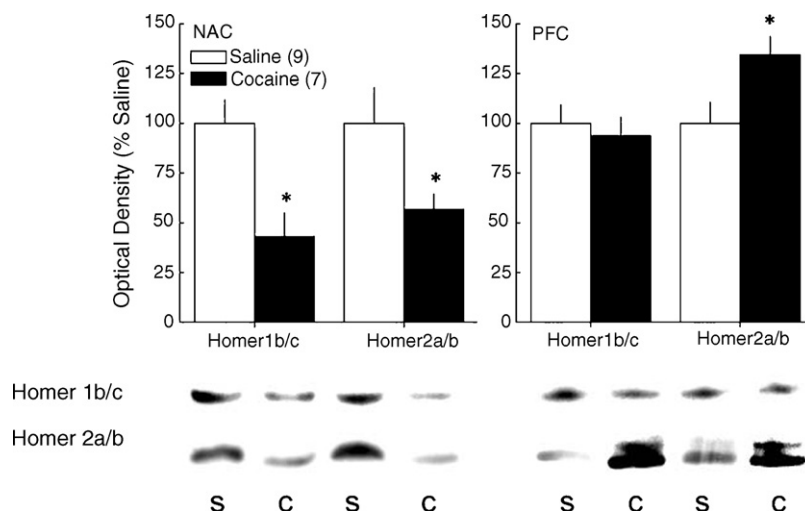 150
125
100
75
50
25
0
Optical Density (% Saline)
NAC
Saline (9)
Cocaine (7)
*
*
Homer1b/c
Homer2a/b
150
125
100
75
50
25
0
PFC
*
Homer1b/c
Homer2a/b
Homer 1b/c
Homer 2a/b
S C S C S C S C